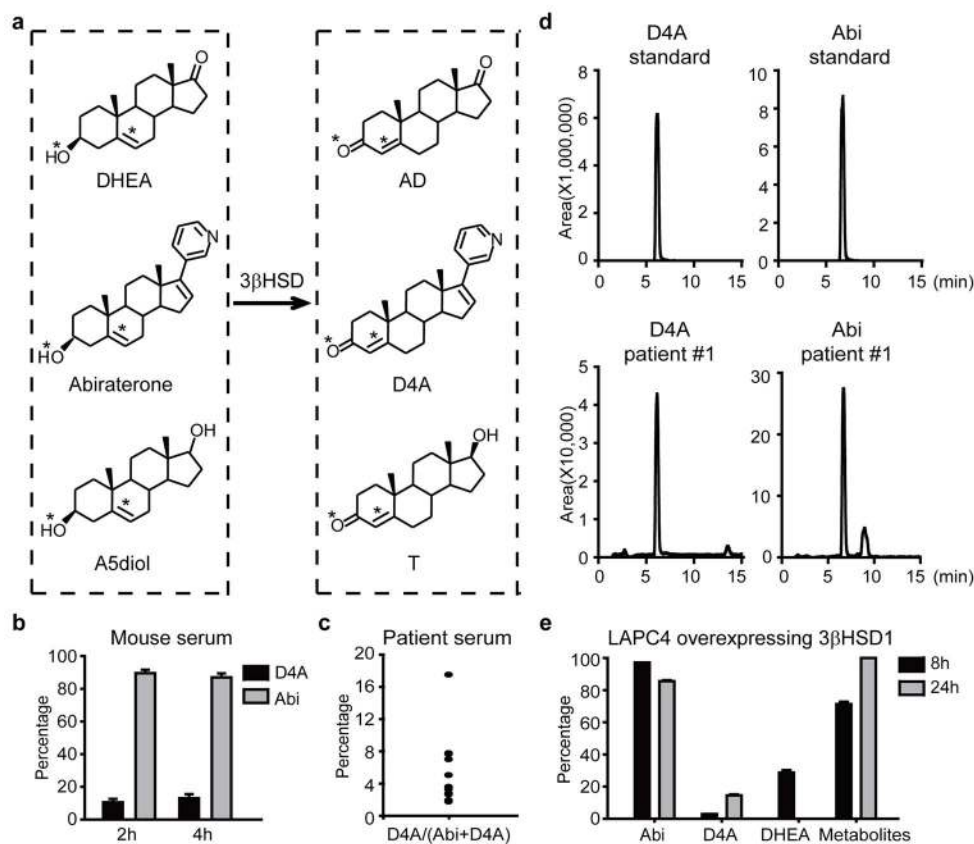 a
O
*
HO
*
DHEA
O
*
O
*
AD
N
*
HO
*
Abiraterone
3βHSD
N
*
O
*
D4A
OH
*
HO
*
A5diol
OH
*
O
*
T
d
D4A
standard
Area(X1,000,000)
8
6
4
2
0
0 5 10 15
Abi
standard
10
8
6
4
2
0
0 5 10 15 (min)
D4A
patient #1
Area(X10,000)
5
4
3
2
1
0
0 5 10 15
Abi
patient #1
30
20
10
0
0 5 10 15 (min)
b
Mouse serum
Percentage
100
80
60
40
20
0
2h 4h
D4A
Abi
c
Patient serum
Percentage
20
16
12
8
4
0
D4A/(Abi+D4A)
e
LAPC4 overexpressing 3βHSD1
Percentage
100
80
60
40
20
0
Abi D4A DHEA Metabolites
8h
24h